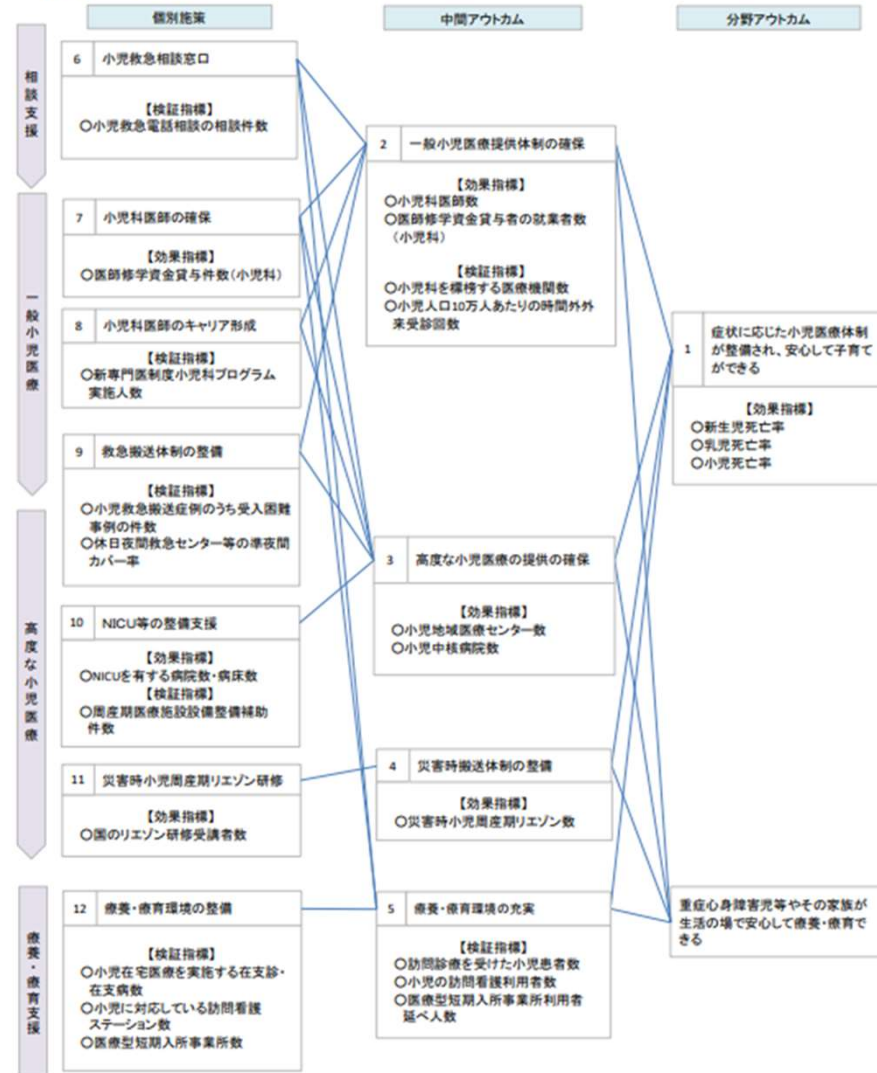 個別施策
中間アウトカム
分野アウトカム
相談支援
6 小児救急相談窓口
【検証指標】
〇小児救急電話相談の相談件数
一般小児医療
7 小児科医師の確保
【効果指標】
〇医師修学資金貸与件数(小児科)
8 小児科医師のキャリア形成
【検証指標】
〇新専門医制度小児科プログラム
実施人数
9 救急搬送体制の整備
【検証指標】
〇小児救急搬送症例のうち受入困難
事例の件数
〇休日夜間救急センター等の準夜間
カバー率
高度な小児医療
10 NICU等の整備支援
【効果指標】
〇NICUを有する病院数・病床数
【検証指標】
〇周産期医療施設設備整備補助
件数
11 災害時小児周産期リエゾン研修
【効果指標】
〇国のリエゾン研修受講者数
療養・療育支援
12 療養・療育環境の整備
【検証指標】
〇小児在宅医療を実施する在支診・
在支病数
〇小児に対応している訪問看護
ステーション数
〇医療型短期入所事業所数
2 一般小児医療提供体制の確保
【効果指標】
〇小児科医師数
〇医師修学資金貸与者の就業者数
(小児科)
【検証指標】
〇小児科を標榜する医療機関数
〇小児人口10万人あたりの時間外外
来受診回数
3 高度な小児医療の提供の確保
【効果指標】
〇小児地域医療センター数
〇小児中核病院数
4 災害時搬送体制の整備
【効果指標】
〇災害時小児周産期リエゾン数
5 療養・療育環境の充実
【検証指標】
〇訪問診療を受けた小児患者数
〇小児の訪問看護利用者数
〇医療型短期入所事業所利用者
延べ人数
1 症状に応じた小児医療体制
が整備され、安心して子育て
ができる
【効果指標】
〇新生児死亡率
〇乳児死亡率
〇小児死亡率
重症心身障害児等やその家族が
生活の場で安心して療養・療育で
きる